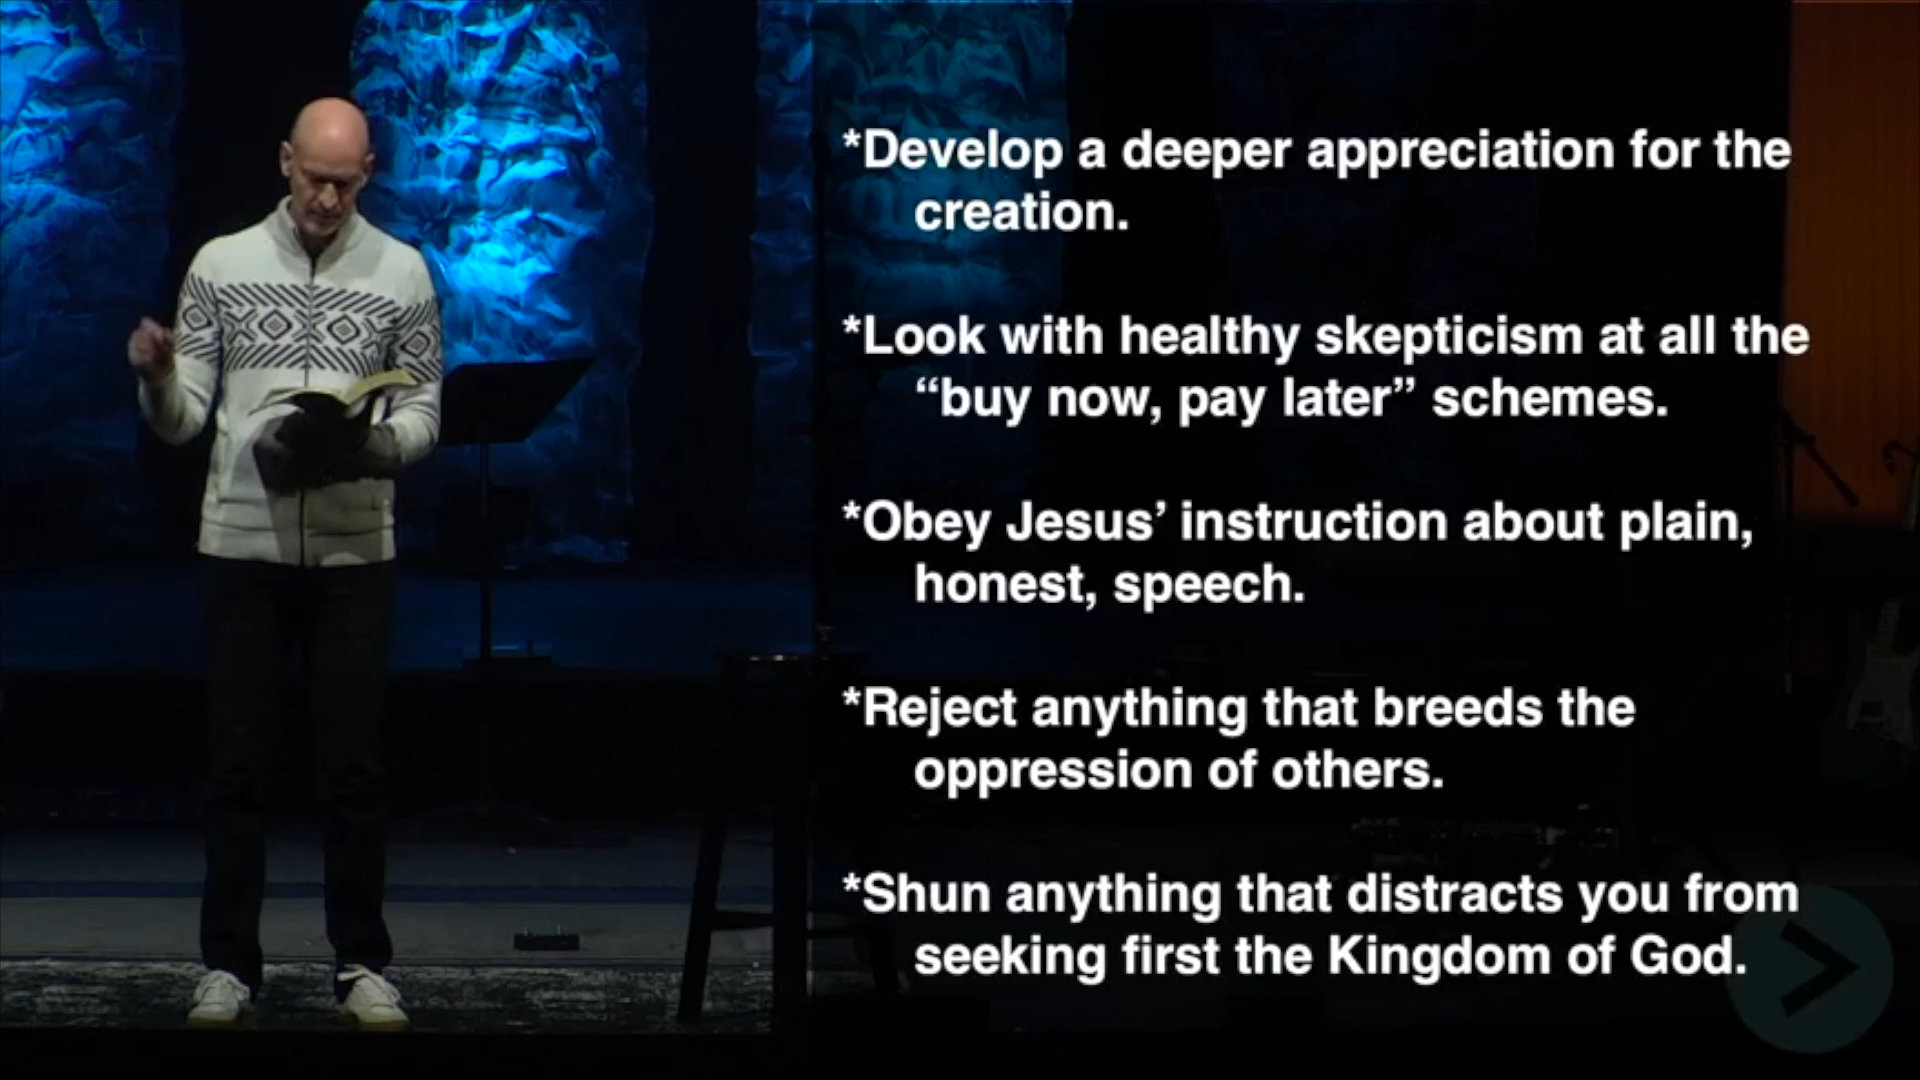 *Develop a deeper appreciation for the
creation.
*Look with healthy skepticism at all the
“buy now, pay later” schemes.
*Obey Jesus’ instruction about plain,
honest, speech.
*Reject anything that breeds the
oppression of others.
*Shun anything that distracts you from
seeking first the Kingdom of God.